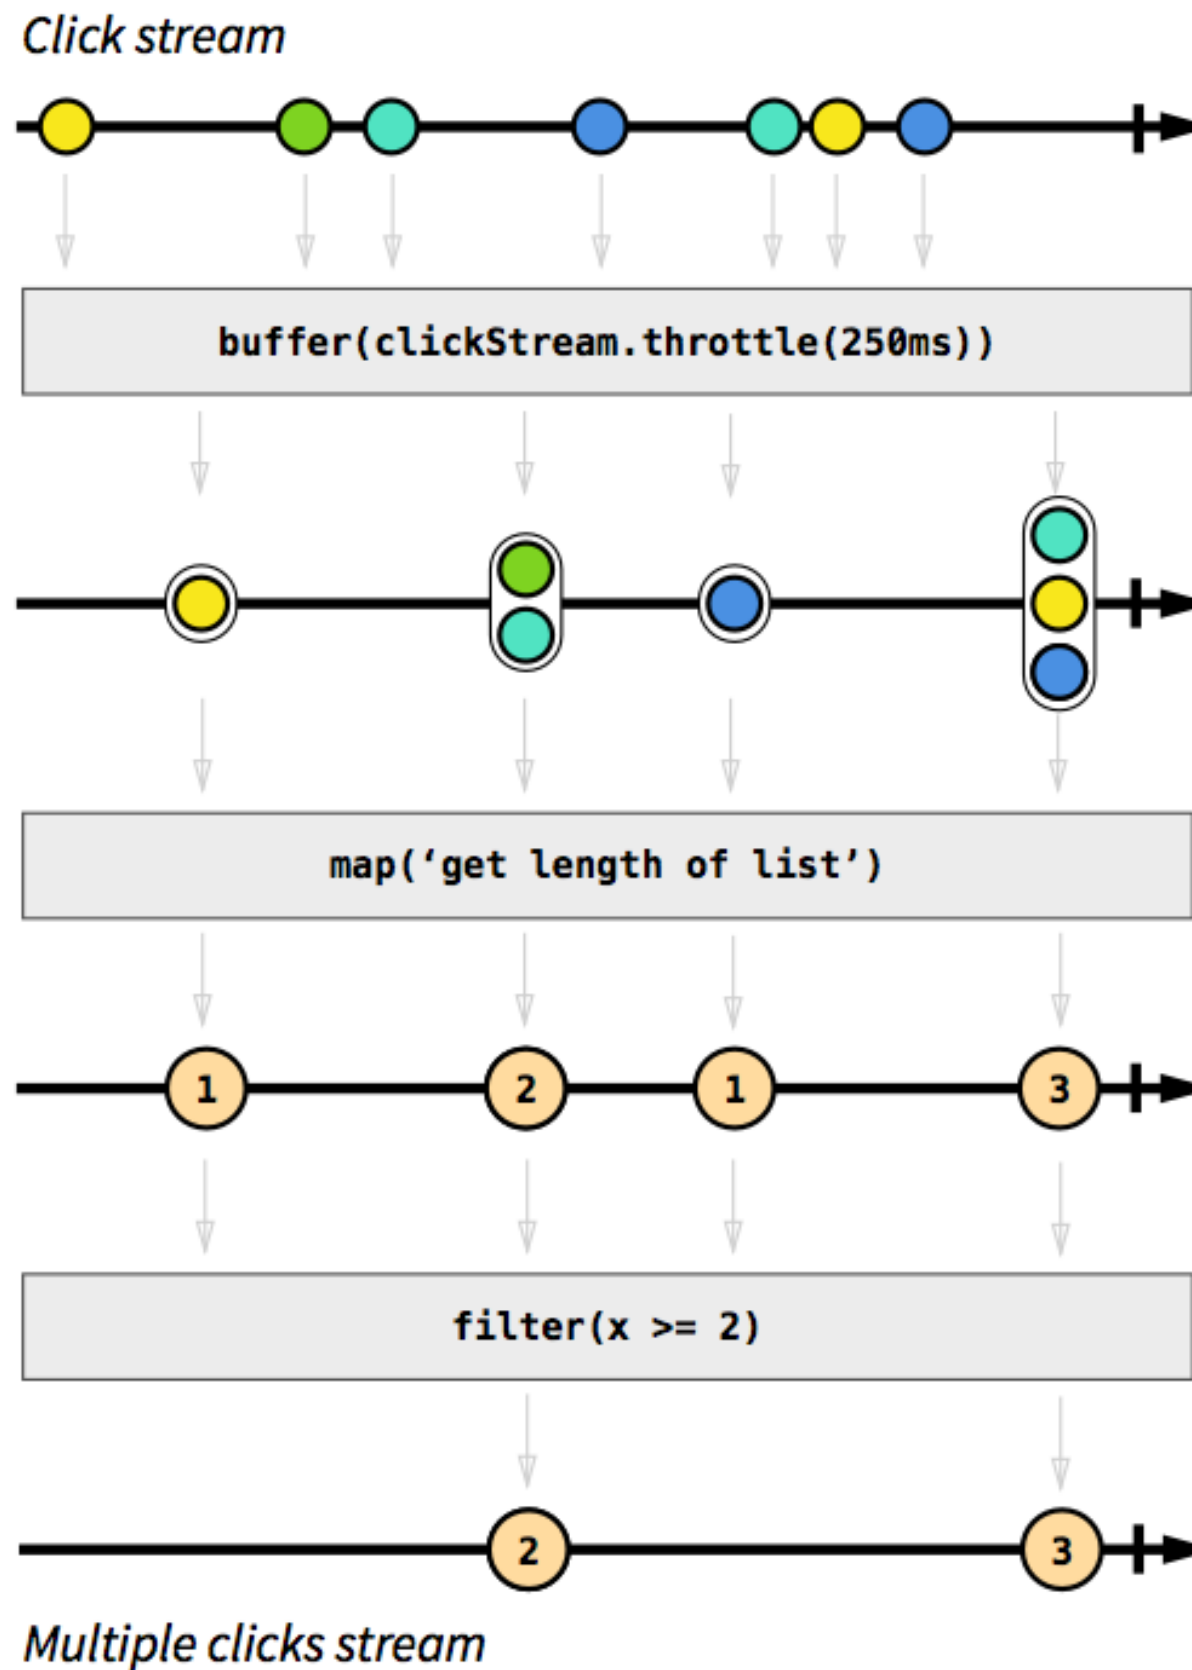 Click stream
buffer(clickStream.throttle(250ms))
map(‘get length of list’)
1 2 1 3
filter(x >= 2)
2 3
Multiple clicks stream